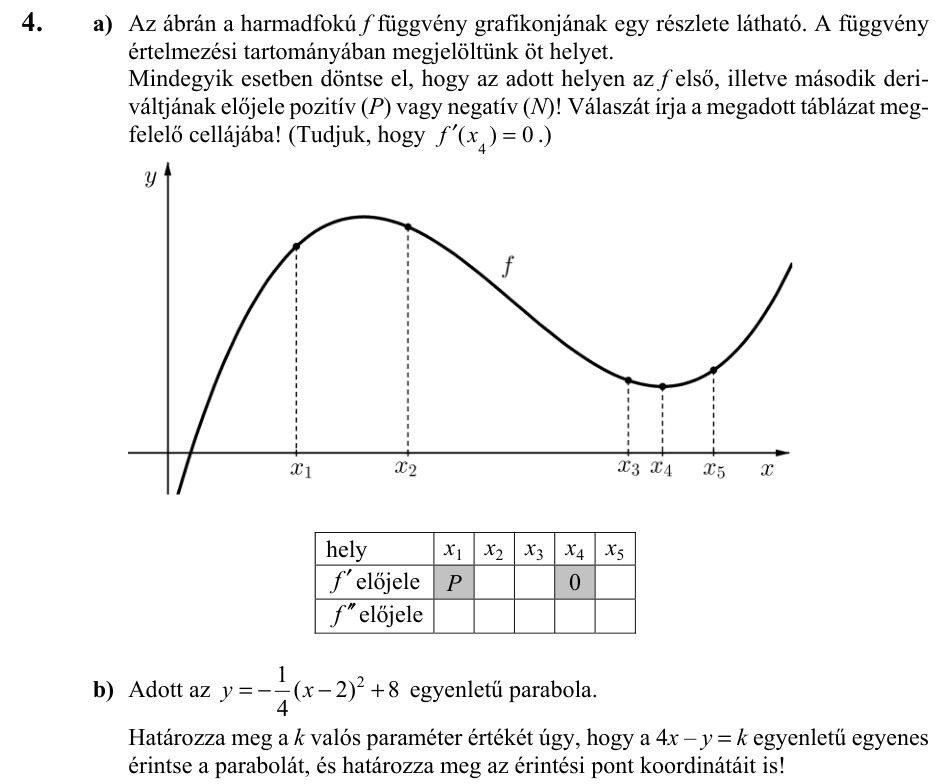 4. a) Az ábrán a harmadfokú f függvény grafikonjának egy részlete látható. A függvény
értelmezési tartományában megjelöltünk öt helyet.
Mindegyik esetben döntse el, hogy az adott helyen az f első, illetve második deri-
váltjának előjele pozitív (P) vagy negatív (N)! Válaszát írja a megadott táblázat meg-
felelő cellájába! (Tudjuk, hogy f′(x₄) = 0 .)
y
f
x₁ x₂ x₃ x₄ x₅ x
hely x₁ x₂ x₃ x₄ x₅
f′ előjele P 0
f″ előjele
b) Adott az y = −1/4(x − 2)² + 8 egyenletű parabola.
Határozza meg a k valós paraméter értékét úgy, hogy a 4x – y = k egyenletű egyenes
érintse a parabolát, és határozza meg az érintési pont koordinátáit is!